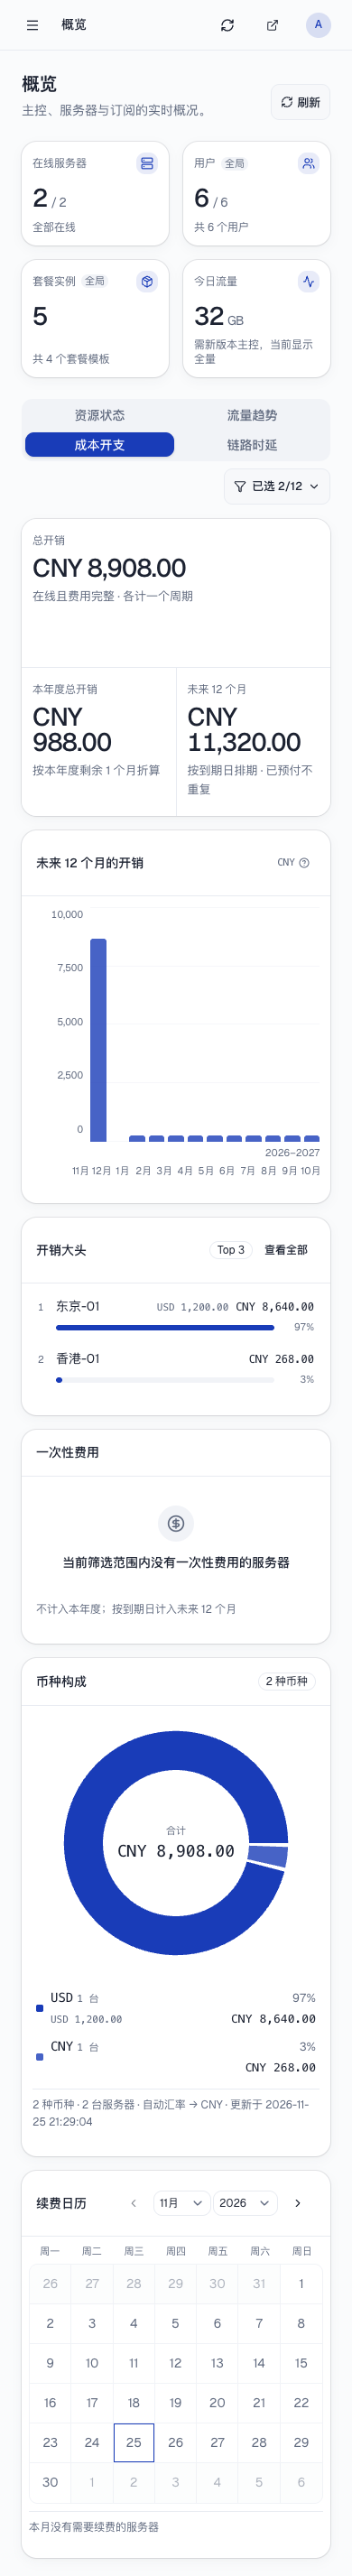 概览
A
概览
主控、服务器与订阅的实时概况。
刷新
在线服务器
2 / 2
全部在线
用户 全局
6 / 6
共 6 个用户
套餐实例 全局
5
共 4 个套餐模板
今日流量
32 GB
需新版本主控，当前显示
全量
资源状态
流量趋势
成本开支
链路时延
已选 2/12
总开销
CNY 8,908.00
在线且费用完整 · 各计一个周期
本年度总开销
CNY
988.00
按本年度剩余 1 个月折算
未来 12 个月
CNY
11,320.00
按到期日排期 · 已预付不
重复
未来 12 个月的开销
CNY
10,000
7,500
5,000
2,500
0
2026–2027
11月 12月 1月 2月 3月 4月 5月 6月 7月 8月 9月 10月
开销大头
Top 3
查看全部
1 东京-01 USD 1,200.00 CNY 8,640.00
97%
2 香港-01 CNY 268.00
3%
一次性费用
当前筛选范围内没有一次性费用的服务器
不计入本年度；按到期日计入未来 12 个月
币种构成
2 种币种
合计
CNY 8,908.00
USD 1 台 97%
USD 1,200.00 CNY 8,640.00
CNY 1 台 3%
CNY 268.00
2 种币种 · 2 台服务器 · 自动汇率 → CNY · 更新于 2026-11-
25 21:29:04
续费日历
11月
2026
周一 周二 周三 周四 周五 周六 周日
26 27 28 29 30 31 1
2 3 4 5 6 7 8
9 10 11 12 13 14 15
16 17 18 19 20 21 22
23 24 25 26 27 28 29
30 1 2 3 4 5 6
本月没有需要续费的服务器